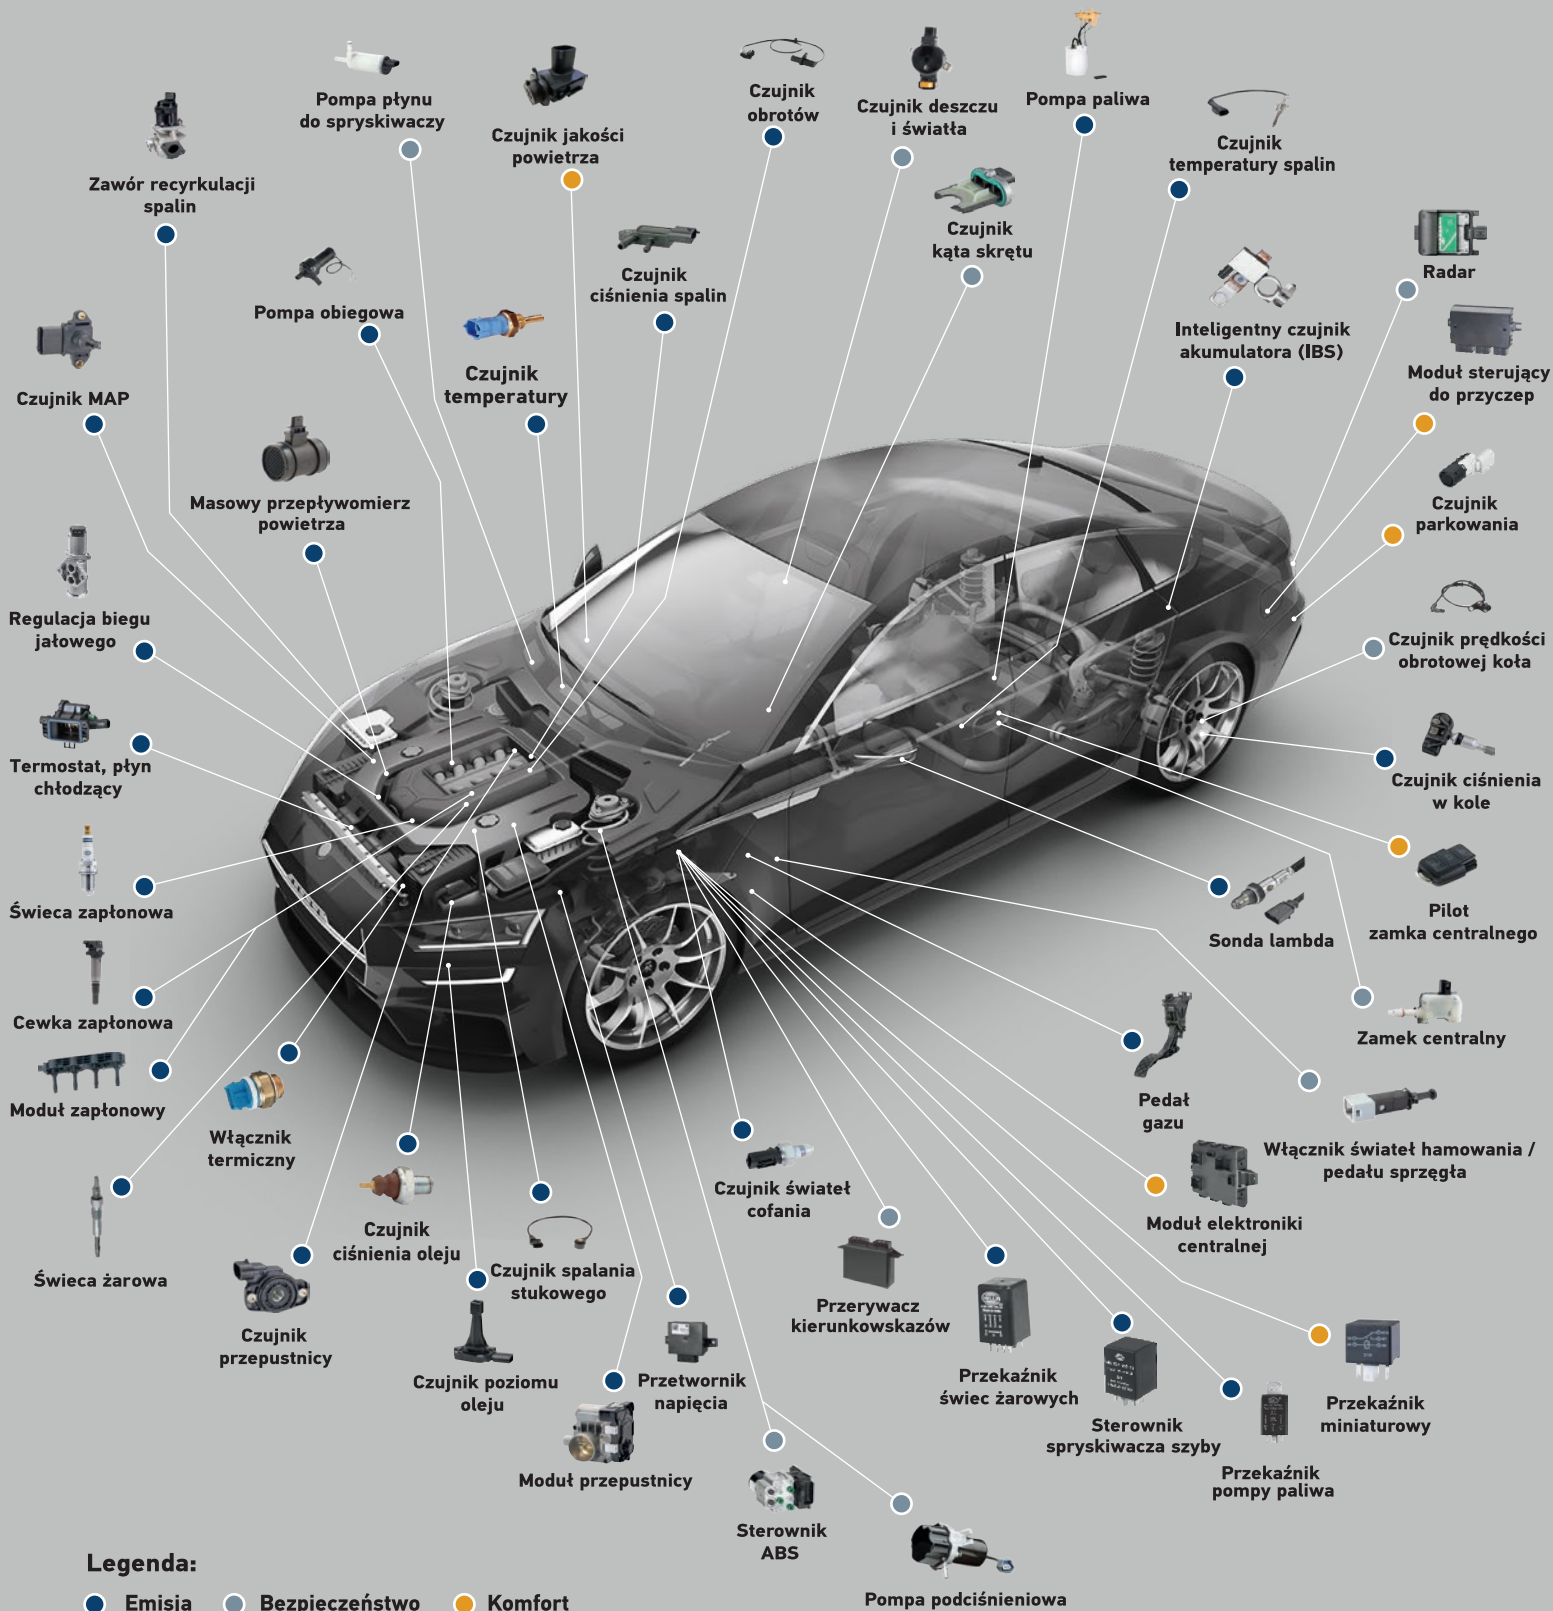 Pompa płynu
do spryskiwaczy
Czujnik jakości
powietrza
Czujnik
obrotów
Czujnik deszczu
i światła
Pompa paliwa
Czujnik
temperatury spalin
Zawór recyrkulacji
spalin
Czujnik
kąta skrętu
Radar
Pompa obiegowa
Czujnik
ciśnienia spalin
Inteligentny czujnik
akumulatora (IBS)
Czujnik MAP
Czujnik
temperatury
Moduł sterujący
do przyczep
Masowy przepływomierz
powietrza
Czujnik
parkowania
Regulacja biegu
jałowego
Czujnik prędkości
obrotowej koła
Termostat, płyn
chłodzący
Czujnik ciśnienia
w kole
Świeca zapłonowa
Sonda lambda
Pilot
zamka centralnego
Cewka zapłonowa
Zamek centralny
Moduł zapłonowy
Włącznik
termiczny
Pedał
gazu
Włącznik świateł hamowania /
pedału sprzęgła
Świeca żarowa
Czujnik
ciśnienia oleju
Czujnik świateł
cofania
Moduł elektroniki
centralnej
Czujnik spalania
stukowego
Czujnik
przepustnicy
Przerywacz
kierunkowskazów
Czujnik poziomu
oleju
Przetwornik
napięcia
Przekaźnik
świec żarowych
Sterownik
spryskiwacza szyby
Przekaźnik
miniaturowy
Moduł przepustnicy
Przekaźnik
pompy paliwa
Sterownik
ABS
Pompa podciśnieniowa
Legenda:
Emisja
Bezpieczeństwo
Komfort